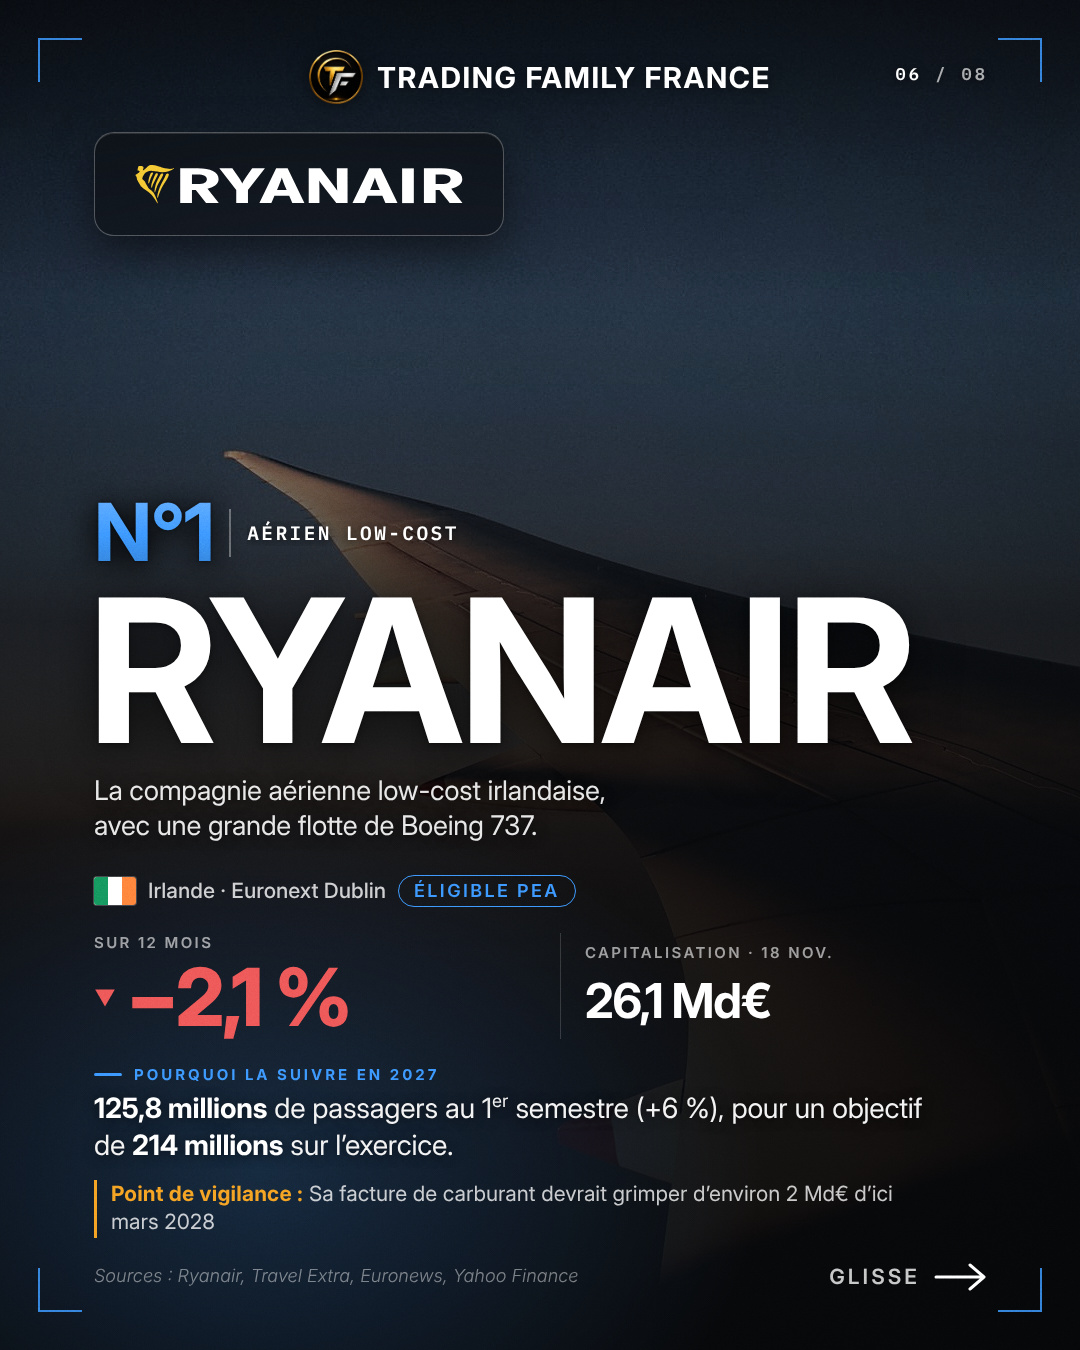 TF
TRADING FAMILY FRANCE
06 / 08
RYANAIR
N°1
AÉRIEN LOW-COST
RYANAIR
La compagnie aérienne low-cost irlandaise,
avec une grande flotte de Boeing 737.
Irlande · Euronext Dublin
ÉLIGIBLE PEA
SUR 12 MOIS
▼ −2,1 %
CAPITALISATION · 18 NOV.
26,1 Md€
POURQUOI LA SUIVRE EN 2027
125,8 millions de passagers au 1er semestre (+6 %), pour un objectif
de 214 millions sur l’exercice.
Point de vigilance : Sa facture de carburant devrait grimper d’environ 2 Md€ d’ici
mars 2028
Sources : Ryanair, Travel Extra, Euronews, Yahoo Finance
GLISSE →